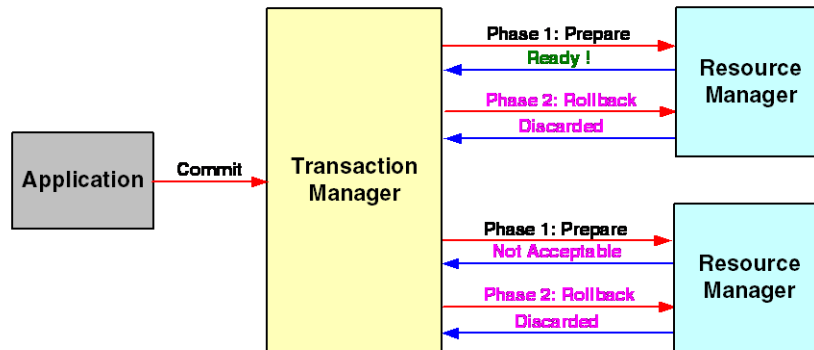 Phase 1: Prepare
Ready !
Phase 2: Rollback
Discarded
Resource
Manager
Application
Commit
Transaction
Manager
Phase 1: Prepare
Not Acceptable
Phase 2: Rollback
Discarded
Resource
Manager